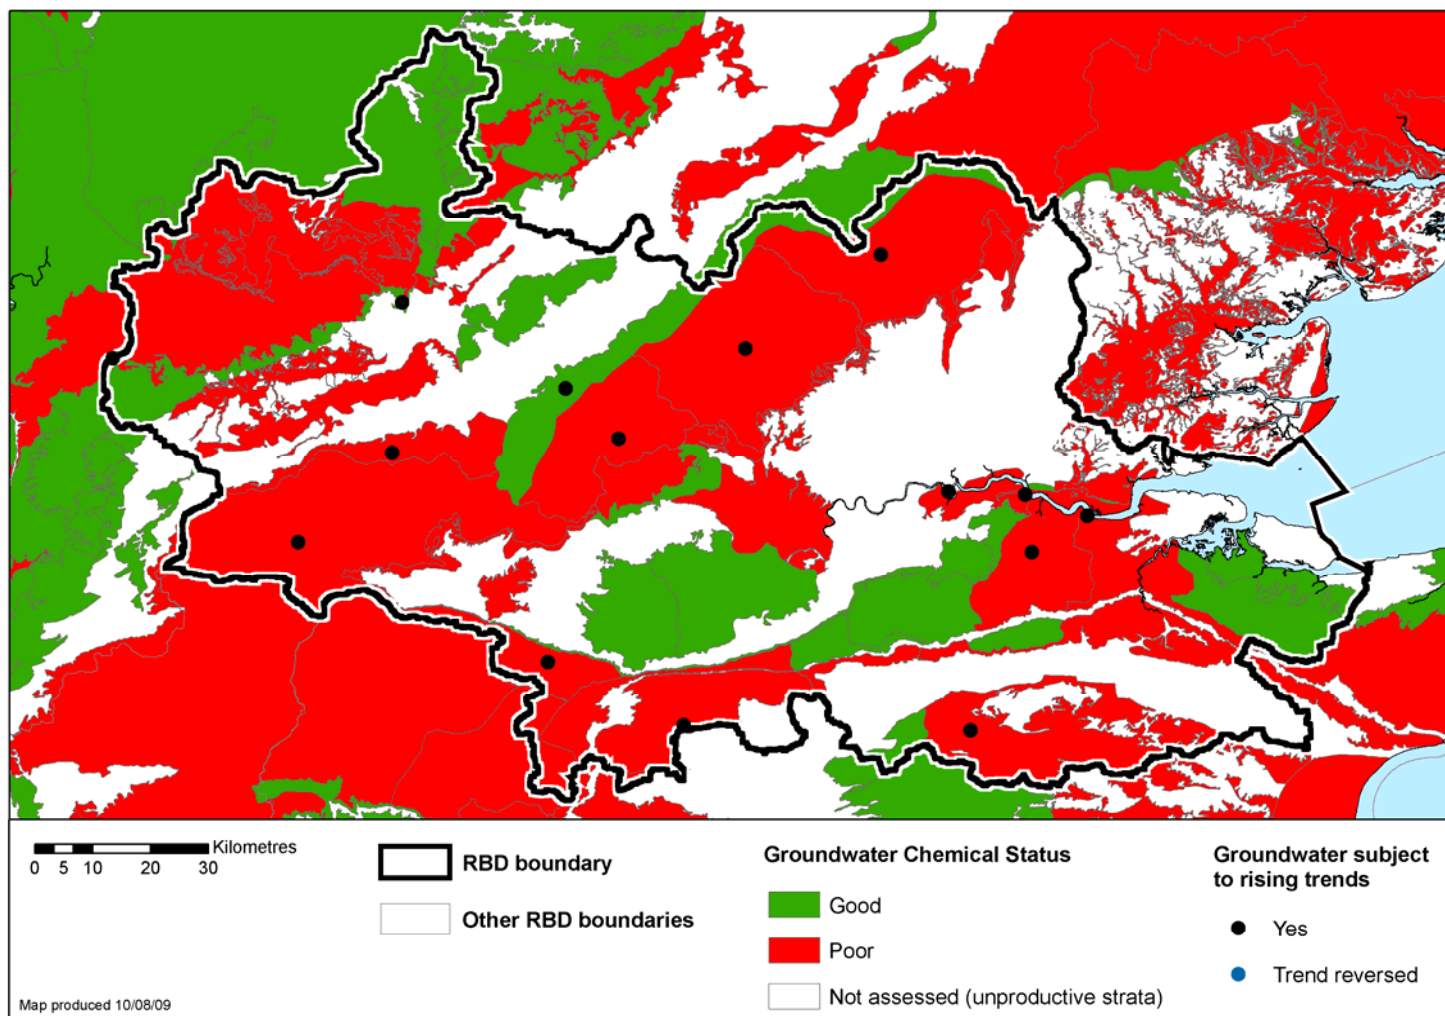 Kilometres
0 5 10 20 30
RBD boundary
Other RBD boundaries
Groundwater Chemical Status
Good
Poor
Not assessed (unproductive strata)
Groundwater subject
to rising trends
Yes
Trend reversed
Map produced 10/08/09